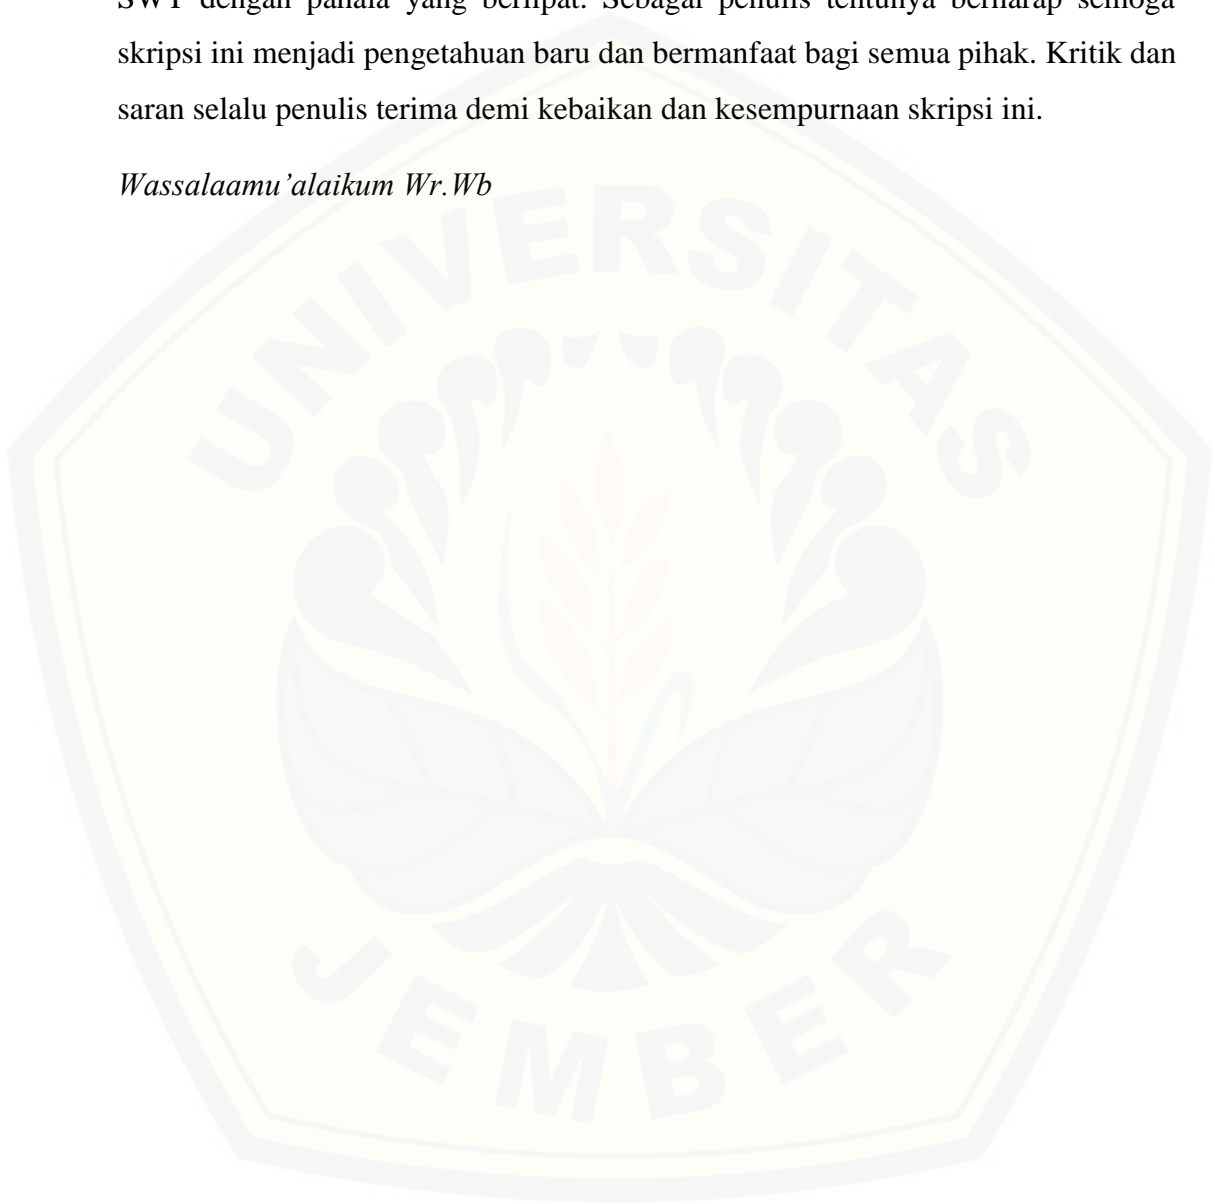 SWT dengan pahala yang berlipat. Sebagai penulis tentunya berharap semoga
skripsi ini menjadi pengetahuan baru dan bermanfaat bagi semua pihak. Kritik dan
saran selalu penulis terima demi kebaikan dan kesempurnaan skripsi ini.
Wassalaamu’alaikum Wr.Wb
UNIVERSITAS
JEMBER